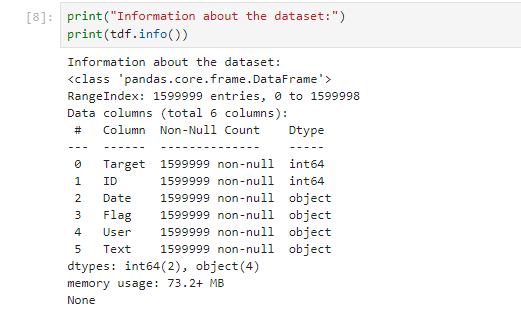 [8]: print("Information about the dataset:")
print(tdf.info())
Information about the dataset:
<class 'pandas.core.frame.DataFrame'>
RangeIndex: 1599999 entries, 0 to 1599998
Data columns (total 6 columns):
 #   Column  Non-Null Count    Dtype
---  ------  --------------    -----
 0   Target  1599999 non-null  int64
 1   ID      1599999 non-null  int64
 2   Date    1599999 non-null  object
 3   Flag    1599999 non-null  object
 4   User    1599999 non-null  object
 5   Text    1599999 non-null  object
dtypes: int64(2), object(4)
memory usage: 73.2+ MB
None